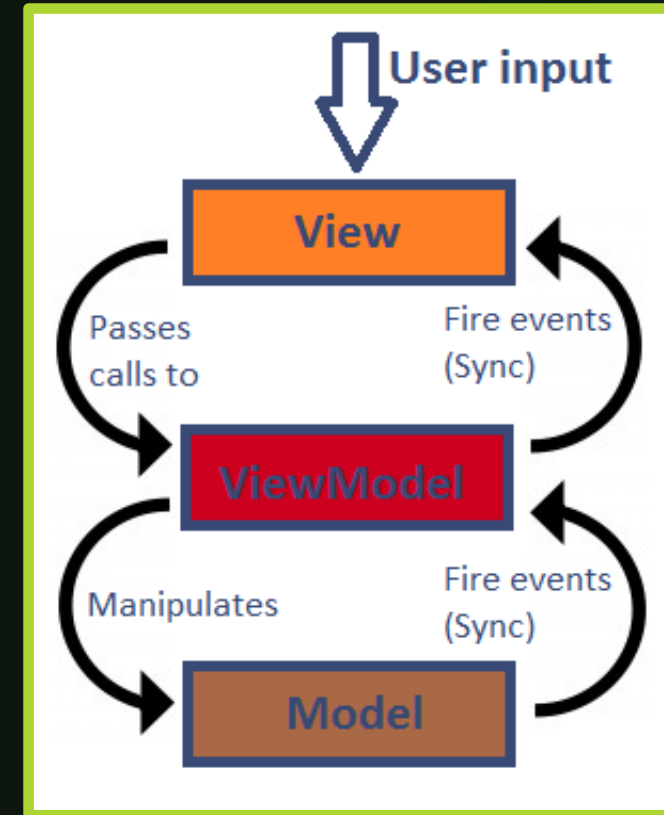 User input
View
Passes
calls to
Fire events
(Sync)
ViewModel
Manipulates
Fire events
(Sync)
Model